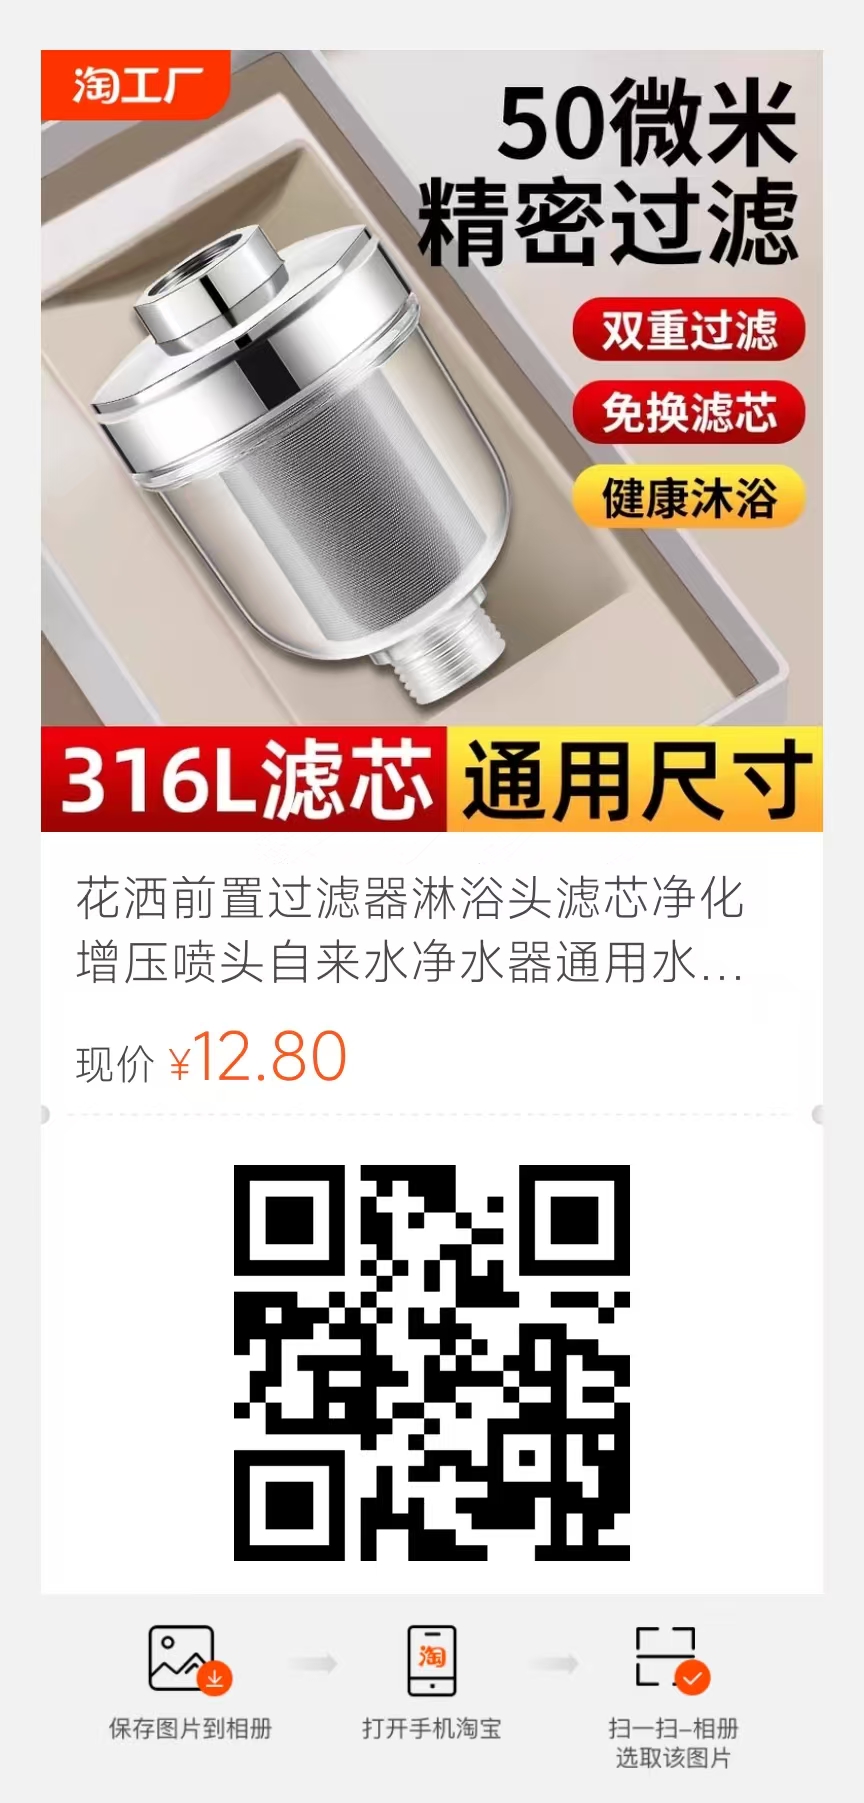 淘工厂
50微米
精密过滤
双重过滤
免换滤芯
健康沐浴
316L滤芯 通用尺寸
花洒前置过滤器淋浴头滤芯净化
增压喷头自来水净水器通用水...
现价 ¥12.80
淘
保存图片到相册
打开手机淘宝
扫一扫-相册
选取该图片